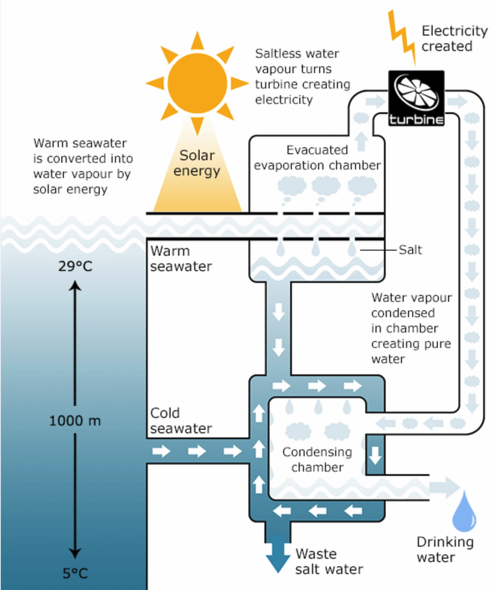 Electricity
created
Saltless water
vapour turns
turbine creating
electricity
turbine
Warm seawater
is converted into
water vapour by
solar energy
Solar
energy
Evacuated
evaporation chamber
Warm
seawater
Salt
29°C
Water vapour
condensed
in chamber
creating pure
water
1000 m
Cold
seawater
Condensing
chamber
Drinking
water
Waste
salt water
5°C